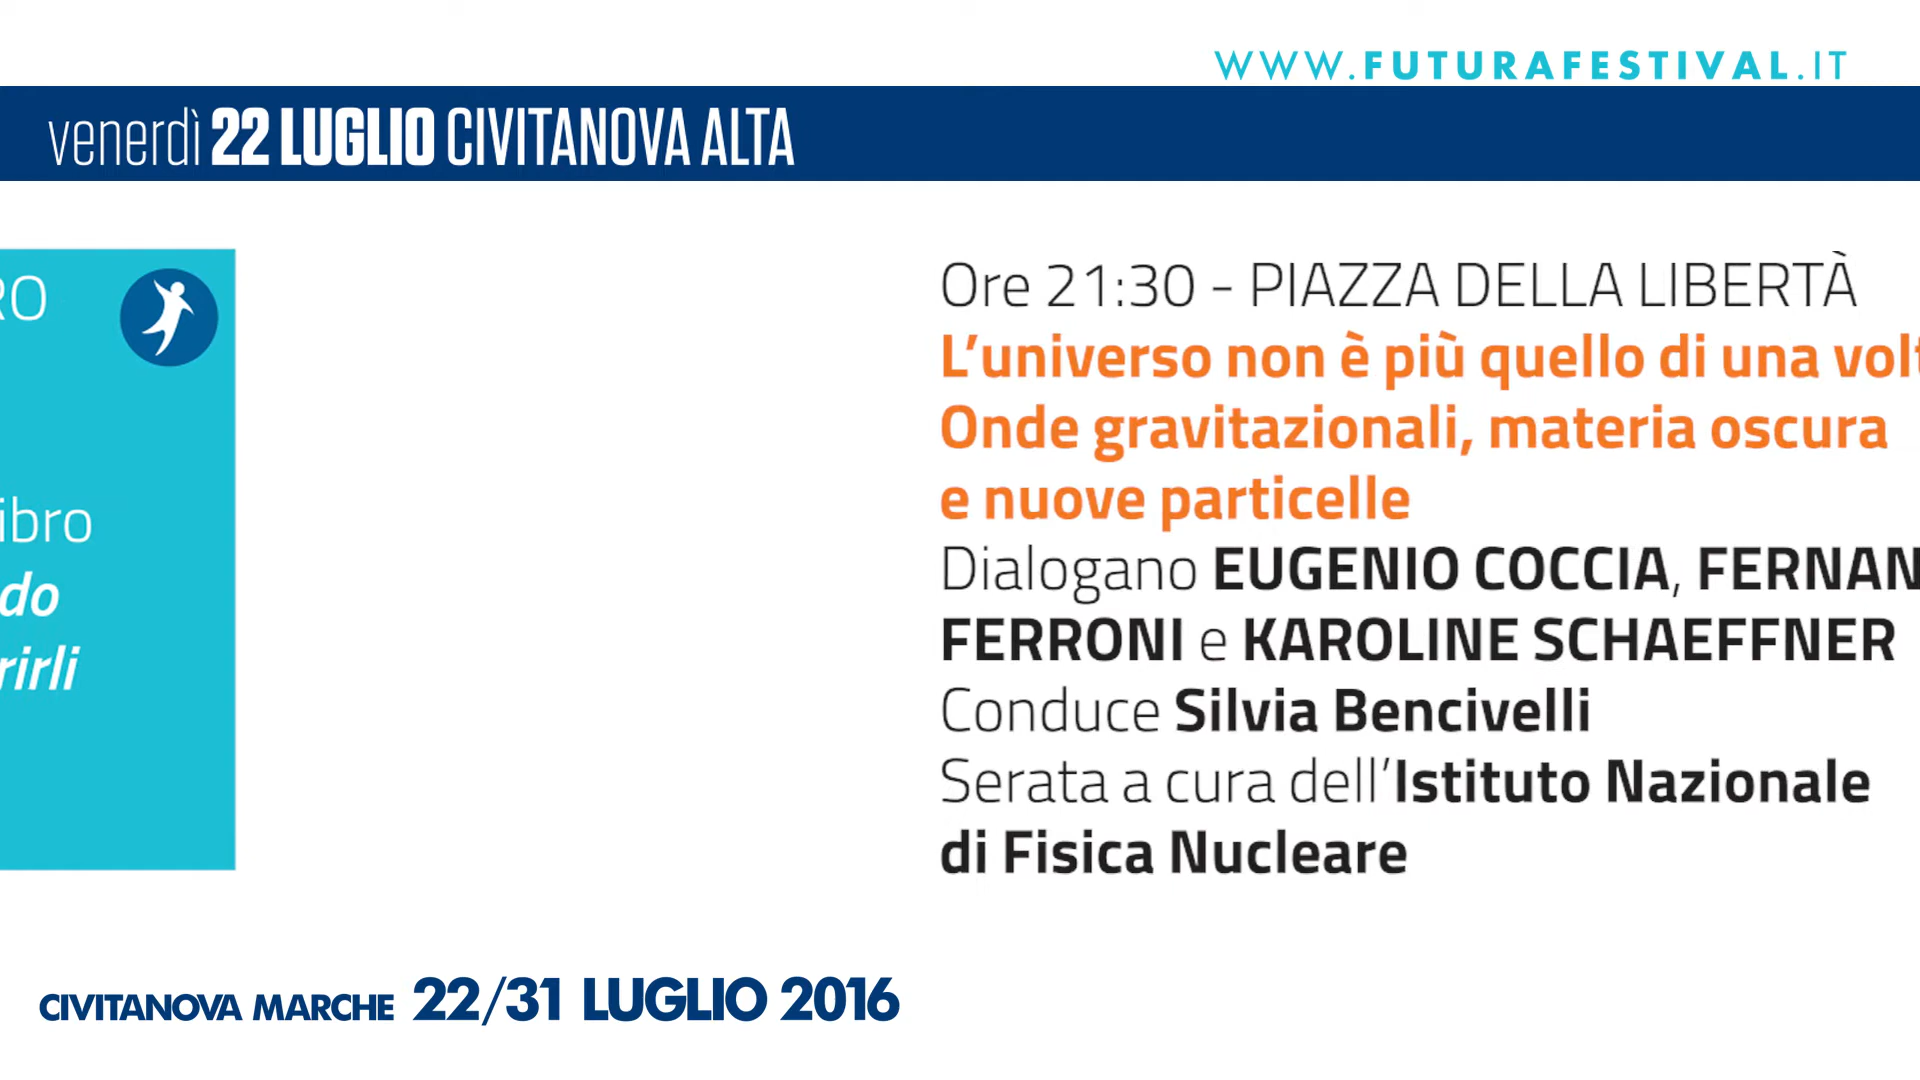 WWW.FUTURAFESTIVAL.IT
venerdì 22 LUGLIO CIVITANOVA ALTA
ibro
Ore 21:30 - PIAZZA DELLA LIBERTÀ
L’universo non è più quello di una volt
Onde gravitazionali, materia oscura
e nuove particelle
Dialogano EUGENIO COCCIA, FERNAN
FERRONI e KAROLINE SCHAEFFNER
Conduce Silvia Bencivelli
Serata a cura dell’Istituto Nazionale
di Fisica Nucleare
CIVITANOVA MARCHE 22/31 LUGLIO 2016